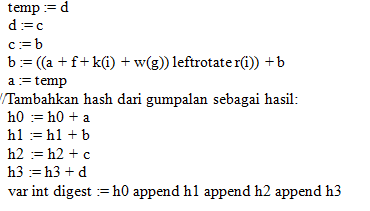 temp := d
d := c
c := b
b := ((a + f + k(i) + w(g)) leftrotate r(i)) + b
a := temp
//Tambahkan hash dari gumpalan sebagai hasil:
h0 := h0 + a
h1 := h1 + b
h2 := h2 + c
h3 := h3 + d
var int digest := h0 append h1 append h2 append h3